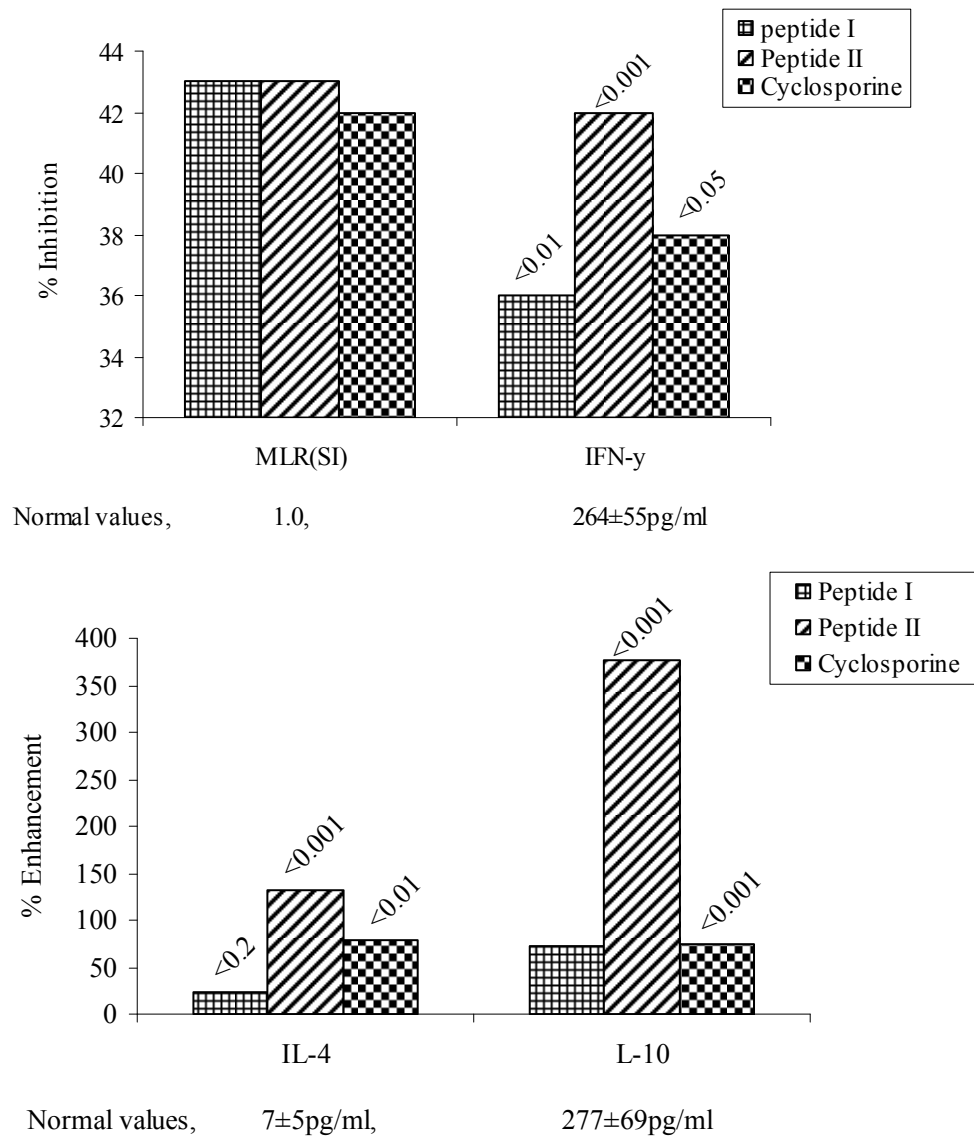 peptide I
Peptide II
Cyclosporine
44
42
40
38
36
34
32
% Inhibition
<0.01
<0.001
<0.05
MLR(SI) IFN-y
Normal values, 1.0, 264±55pg/ml
Peptide I
Peptide II
Cyclosporine
400
350
300
250
200
150
100
50
0
% Enhancement
<0.2
<0.001
<0.01
<0.001
<0.001
IL-4 L-10
Normal values, 7±5pg/ml, 277±69pg/ml